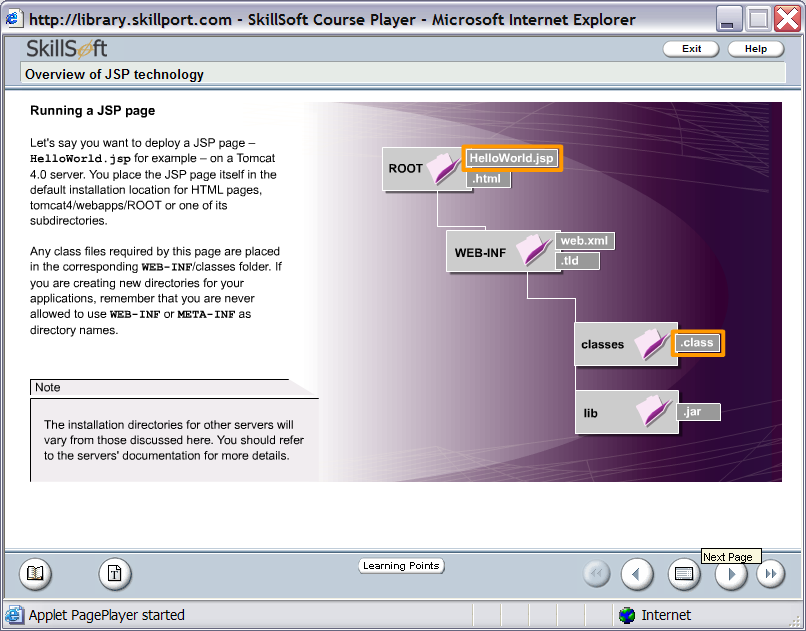 http://library.skillport.com - SkillSoft Course Player - Microsoft Internet Explorer
SkillSoft
Exit
Help
Overview of JSP technology
Running a JSP page
Let's say you want to deploy a JSP page –
HelloWorld.jsp for example – on a Tomcat
4.0 server. You place the JSP page itself in the
default installation location for HTML pages,
tomcat4/webapps/ROOT or one of its
subdirectories.
Any class files required by this page are placed
in the corresponding WEB-INF/classes folder. If
you are creating new directories for your
applications, remember that you are never
allowed to use WEB-INF or META-INF as
directory names.
Note
The installation directories for other servers will
vary from those discussed here. You should refer
to the servers' documentation for more details.
ROOT
HelloWorld.jsp
.html
WEB-INF
web.xml
.tld
classes
.class
lib
.jar
T
Learning Points
Next Page
Applet PagePlayer started
Internet